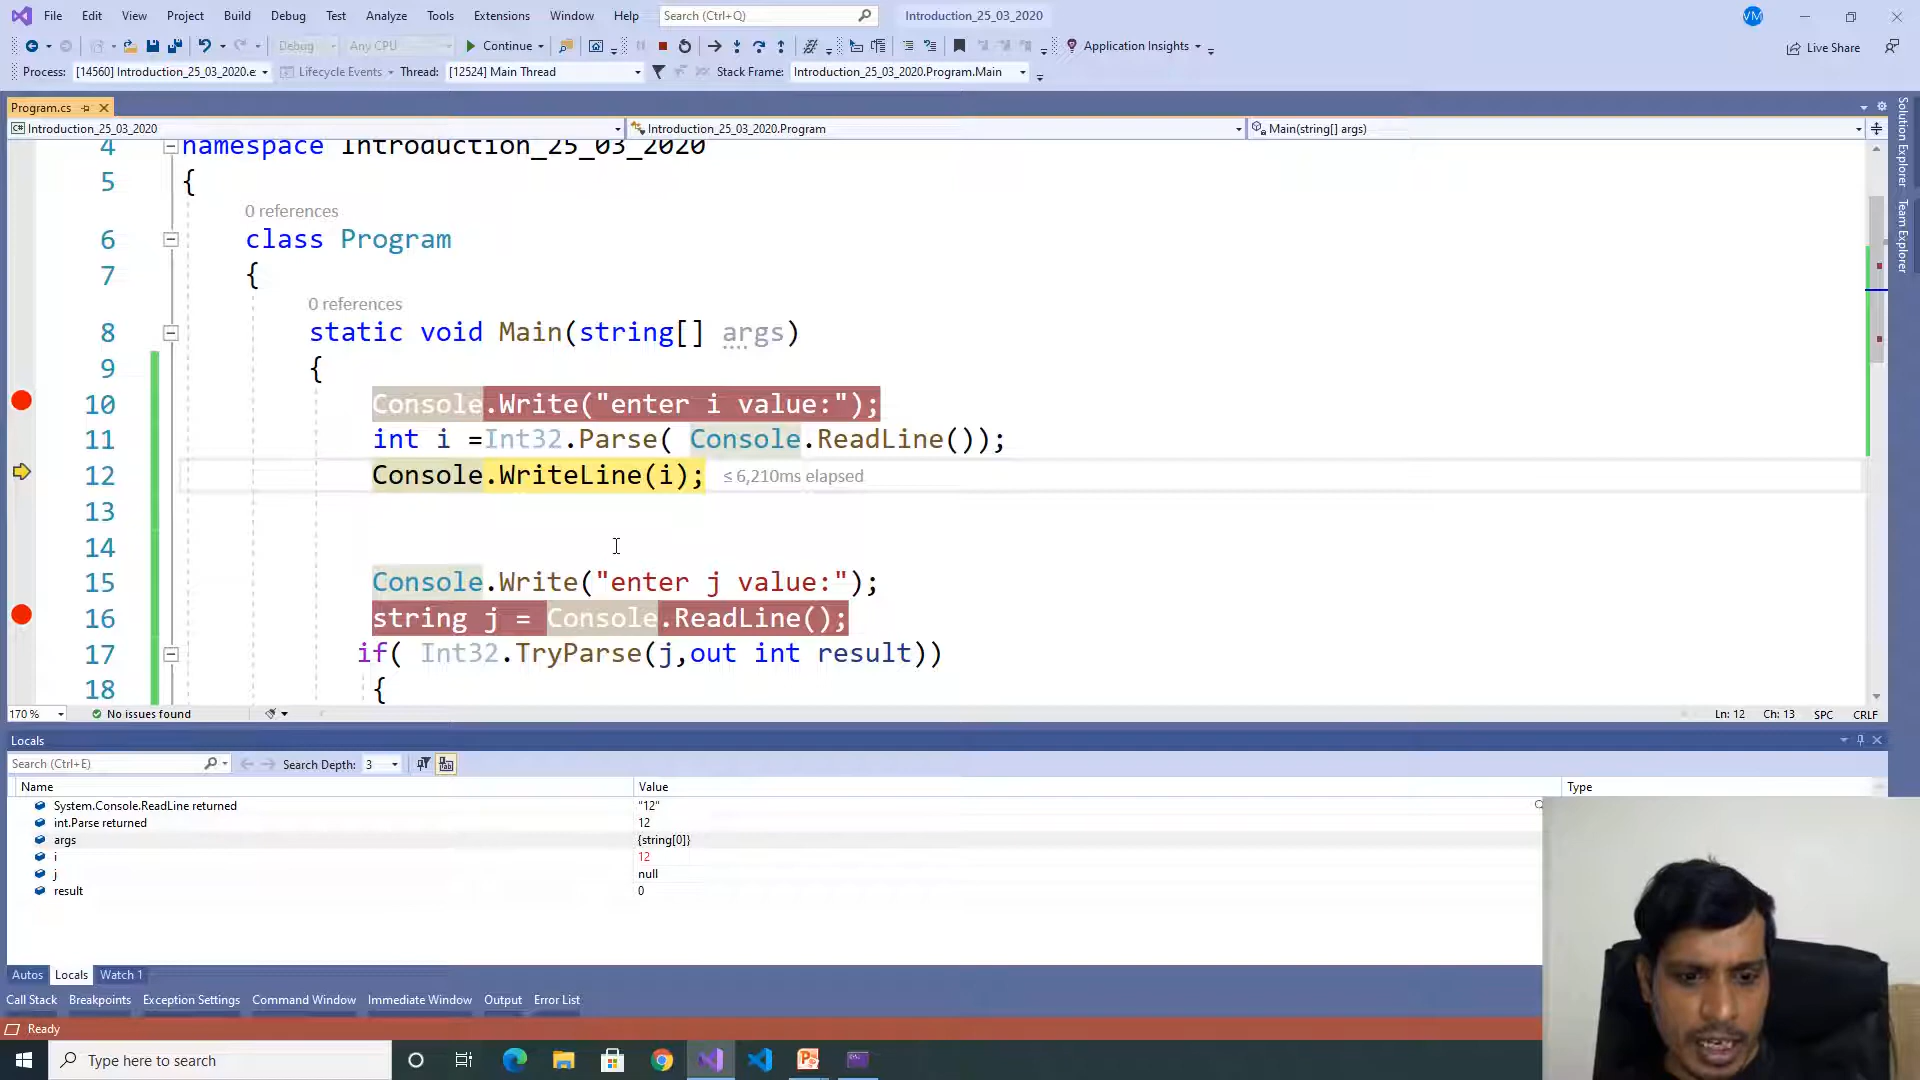 File Edit View Project Build Debug Test Analyze Tools Extensions Window Help Search (Ctrl+Q) Introduction_25_03_2020 VM
Debug Any CPU Continue Application Insights Live Share
Process: [14560] Introduction_25_03_2020.e Lifecycle Events Thread: [12524] Main Thread Stack Frame: Introduction_25_03_2020.Program.Main
Program.cs
C# Introduction_25_03_2020 Introduction_25_03_2020.Program Main(string[] args)
Solution Explorer
Team Explorer
4 namespace Introduction_25_03_2020
5 {
0 references
6 class Program
7 {
0 references
8 static void Main(string[] args)
9 {
10 Console.Write("enter i value:");
11 int i =Int32.Parse( Console.ReadLine());
12 Console.WriteLine(i); ≤ 6,210ms elapsed
13
14
15 Console.Write("enter j value:");
16 string j = Console.ReadLine();
17 if( Int32.TryParse(j,out int result))
18 {
170 % No issues found Ln: 12 Ch: 13 SPC CRLF
Locals
Search (Ctrl+E) Search Depth: 3
Name Value Type
System.Console.ReadLine returned "12"
int.Parse returned 12
args {string[0]}
i 12
j null
result 0
Autos Locals Watch 1
Call Stack Breakpoints Exception Settings Command Window Immediate Window Output Error List
Ready
Type here to search